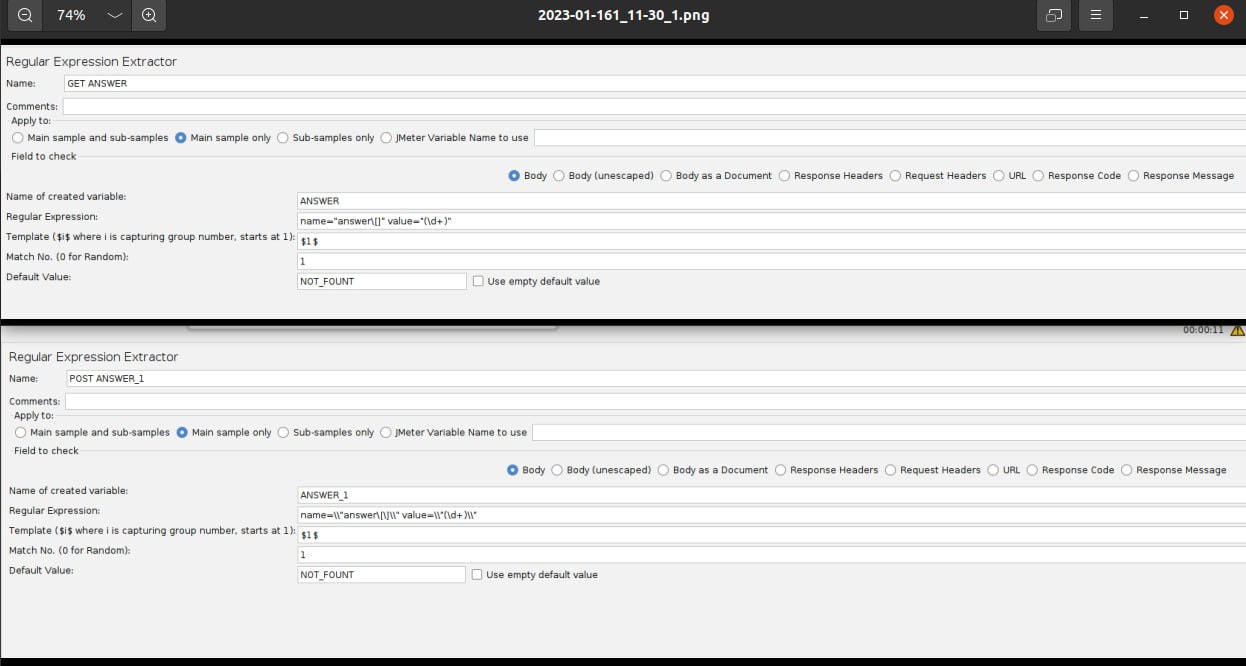 74%
2023-01-161_11-30_1.png
Regular Expression Extractor
Name: GET ANSWER
Comments:
Apply to:
Main sample and sub-samples Main sample only Sub-samples only JMeter Variable Name to use
Field to check
Body Body (unescaped) Body as a Document Response Headers Request Headers URL Response Code Response Message
Name of created variable: ANSWER
Regular Expression: name="answer\[]" value="(\d+)"
Template ($i$ where i is capturing group number, starts at 1): $1$
Match No. (0 for Random): 1
Default Value: NOT_FOUNT Use empty default value
00:00:11
Regular Expression Extractor
Name: POST ANSWER_1
Comments:
Apply to:
Main sample and sub-samples Main sample only Sub-samples only JMeter Variable Name to use
Field to check
Body Body (unescaped) Body as a Document Response Headers Request Headers URL Response Code Response Message
Name of created variable: ANSWER_1
Regular Expression: name=\\"answer\[\]\\" value=\\"(\d+)\\"
Template ($i$ where i is capturing group number, starts at 1): $1$
Match No. (0 for Random): 1
Default Value: NOT_FOUNT Use empty default value